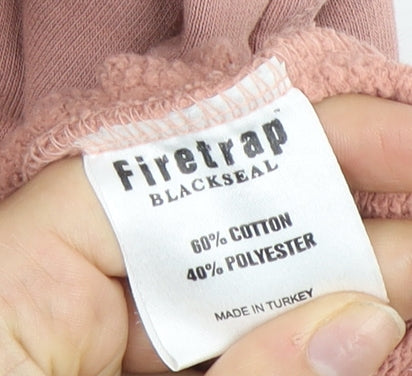 Firetrap
BLACKSEAL
60% COTTON
40% POLYESTER
MADE IN TURKEY